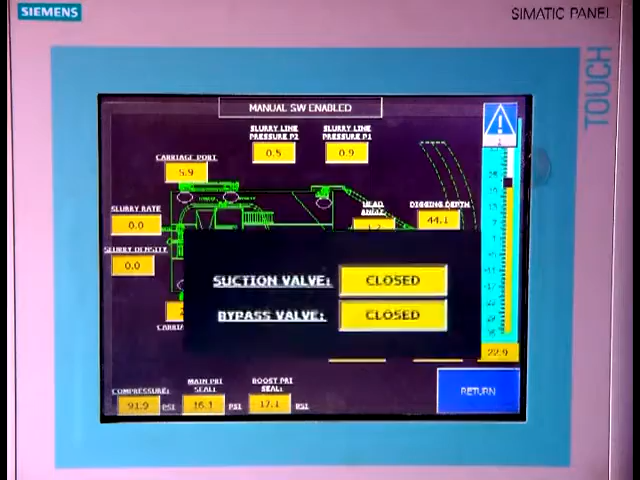 SIEMENS
SIMATIC PANEL
TOUCH
MANUAL SW ENABLED
SLURRY LINE PRESSURE P2
SLURRY LINE PRESSURE P1
0.5
0.9
CARRIAGE PORT
5.9
SLURRY RATE
0.0
HEAD
DIGGING DEPTH
44.1
SLURRY DENSITY
0.0
SUCTION VALVE: CLOSED
BYPASS VALVE: CLOSED
22.9
COMPRESSURE:
91.9 PSI
MAIN PRI SEAL:
16.1 PSI
BOOST PRI SEAL:
17.1 PSI
RETURN